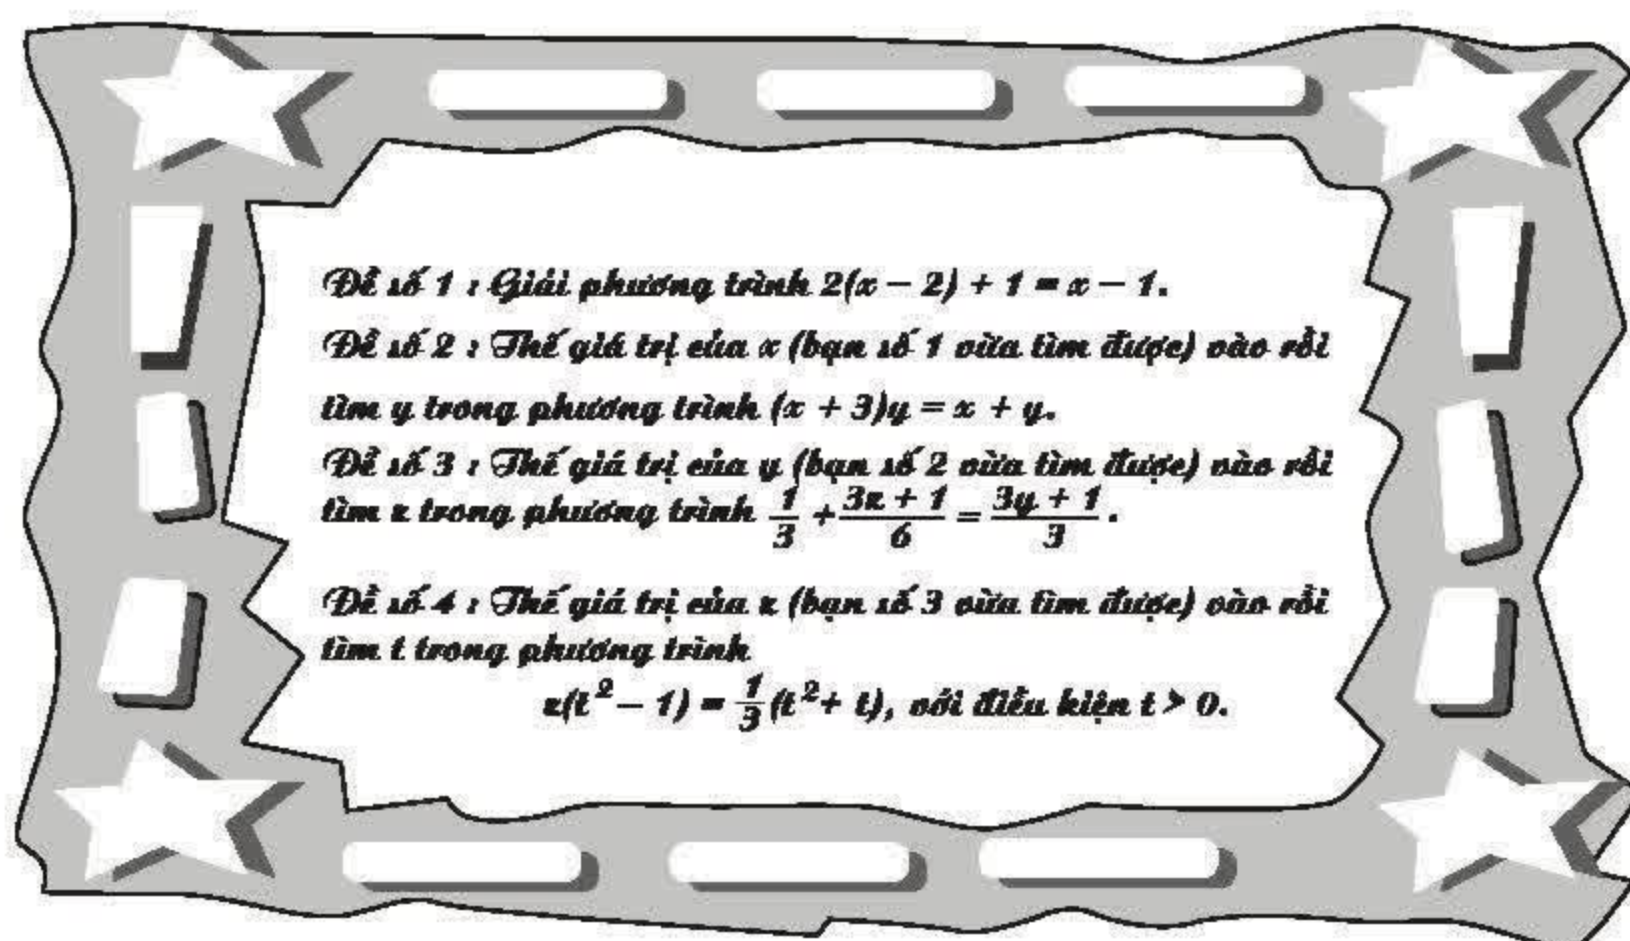 Đề số 1 : Giải phương trình 2(x – 2) + 1 = x – 1.
Đề số 2 : Thế giá trị của x (bạn số 1 vừa tìm được) vào rồi
tìm y trong phương trình (x + 3)y = x + y.
Đề số 3 : Thế giá trị của y (bạn số 2 vừa tìm được) vào rồi
tìm z trong phương trình 1/3 + (3z + 1)/6 = (3y + 1)/3.
Đề số 4 : Thế giá trị của z (bạn số 3 vừa tìm được) vào rồi
tìm t trong phương trình
z(t² – 1) = 1/3(t² + t), với điều kiện t > 0.